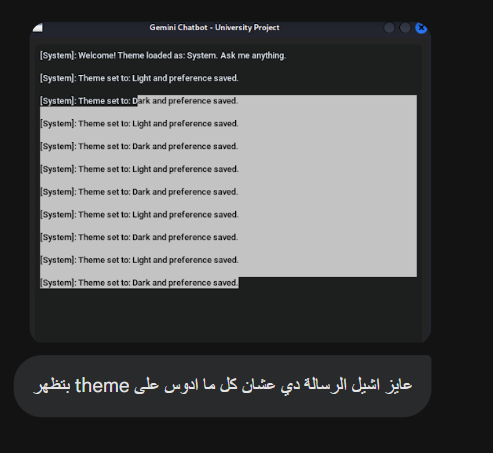 Gemini Chatbot - University Project
[System]: Welcome! Theme loaded as: System. Ask me anything.
[System]: Theme set to: Light and preference saved.
[System]: Theme set to: Dark and preference saved.
[System]: Theme set to: Light and preference saved.
[System]: Theme set to: Dark and preference saved.
[System]: Theme set to: Light and preference saved.
[System]: Theme set to: Dark and preference saved.
[System]: Theme set to: Light and preference saved.
[System]: Theme set to: Dark and preference saved.
[System]: Theme set to: Light and preference saved.
[System]: Theme set to: Dark and preference saved.
عايز اشيل الرسالة دي عشان كل ما ادوس على theme بتظهر